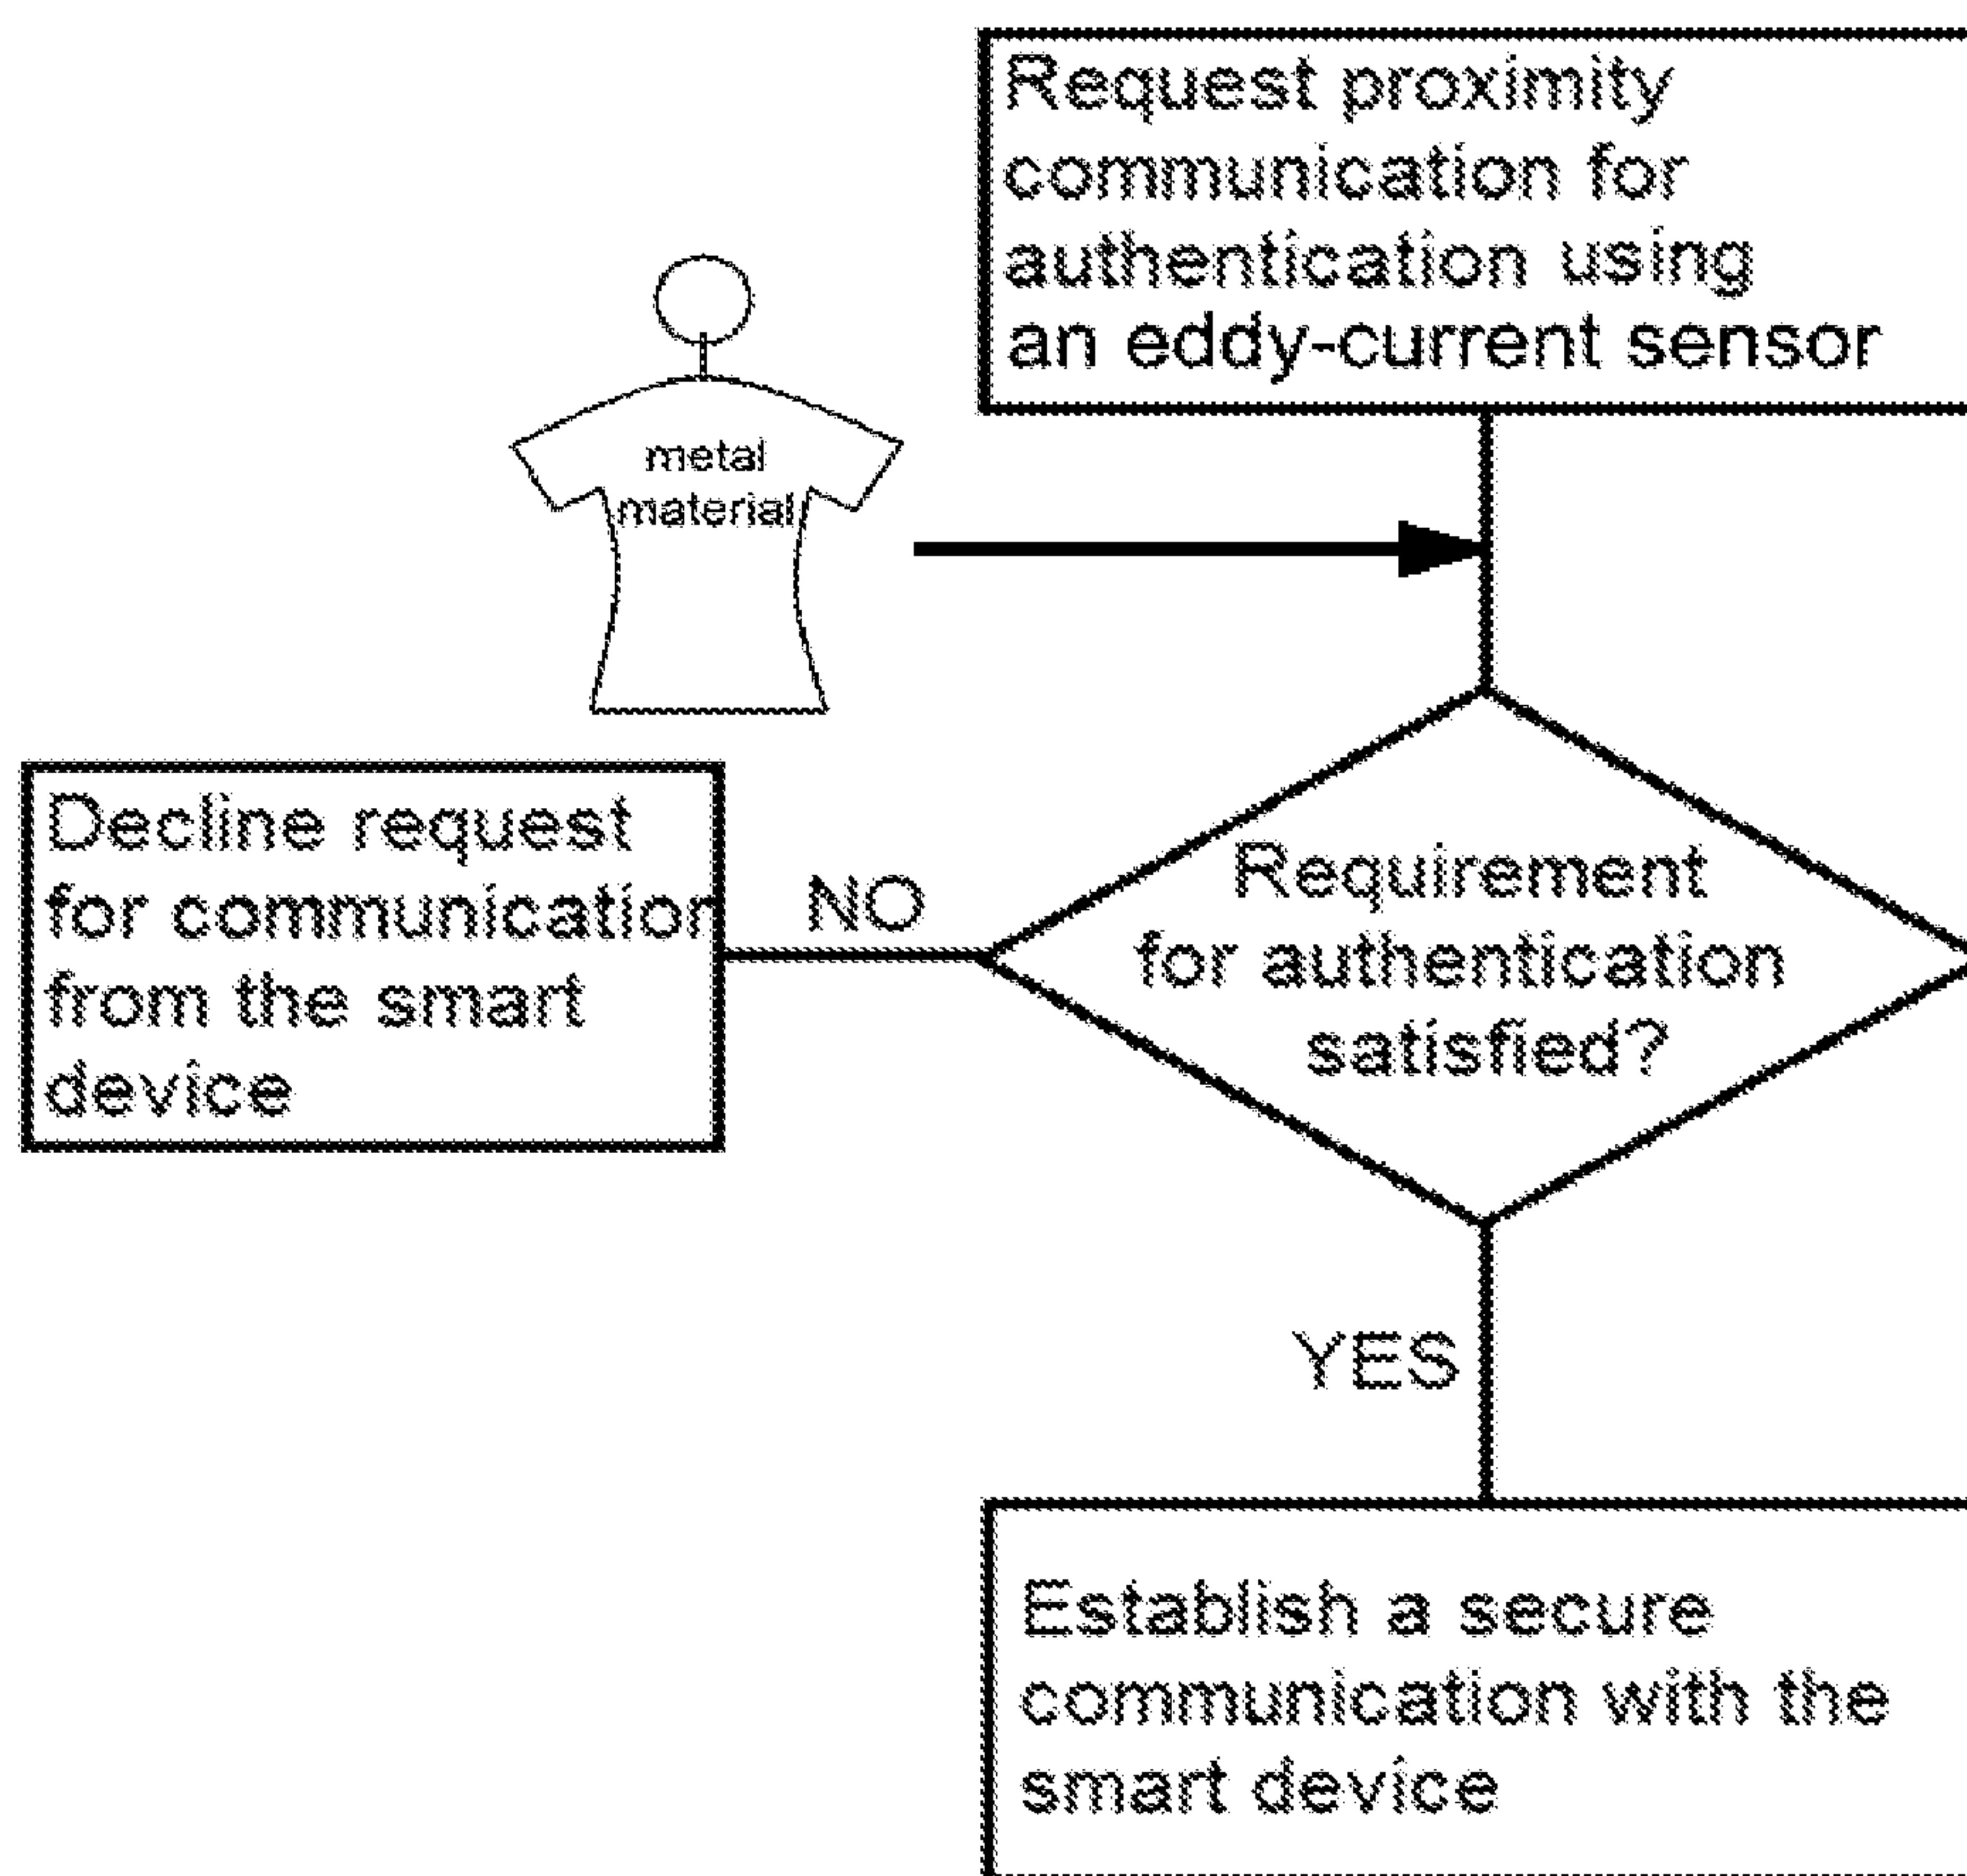 Request proximity
communication for
authentication using
an eddy-current sensor
metal
material
Decline request
for communication
from the smart
device
NO
Requirement
for authentication
satisfied?
YES
Establish a secure
communication with the
smart device